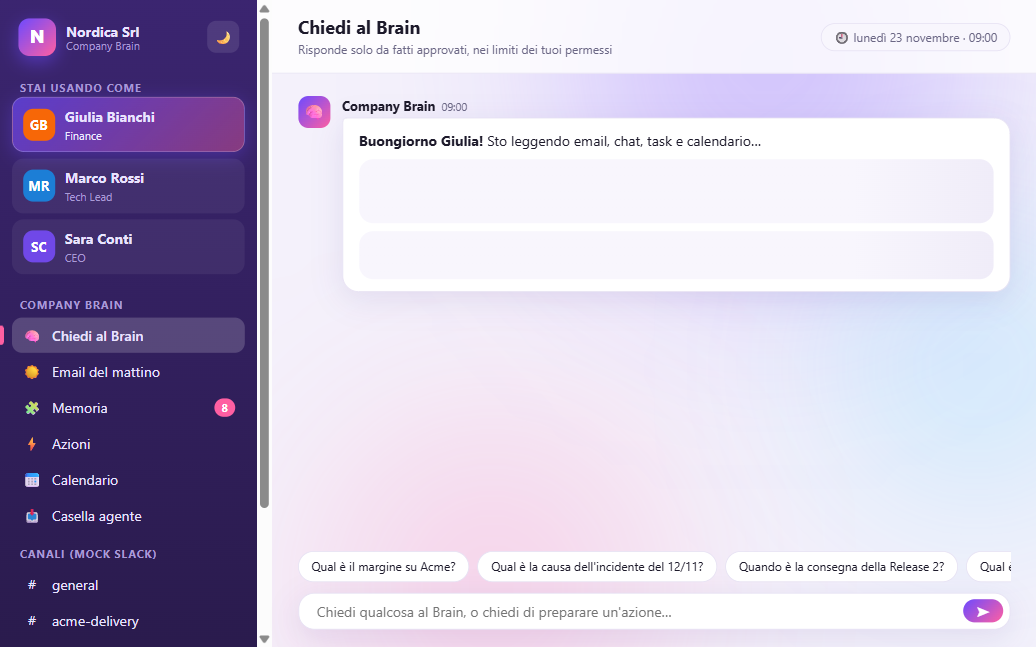 N
Nordica Srl
Company Brain
STAI USANDO COME
GB
Giulia Bianchi
Finance
MR
Marco Rossi
Tech Lead
SC
Sara Conti
CEO
COMPANY BRAIN
Chiedi al Brain
Email del mattino
Memoria
8
Azioni
Calendario
Casella agente
CANALI (MOCK SLACK)
# general
# acme-delivery
Chiedi al Brain
Risponde solo da fatti approvati, nei limiti dei tuoi permessi
lunedì 23 novembre · 09:00
Company Brain 09:00
Buongiorno Giulia! Sto leggendo email, chat, task e calendario...
Qual è il margine su Acme?
Qual è la causa dell'incidente del 12/11?
Quando è la consegna della Release 2?
Qual è
Chiedi qualcosa al Brain, o chiedi di preparare un'azione...